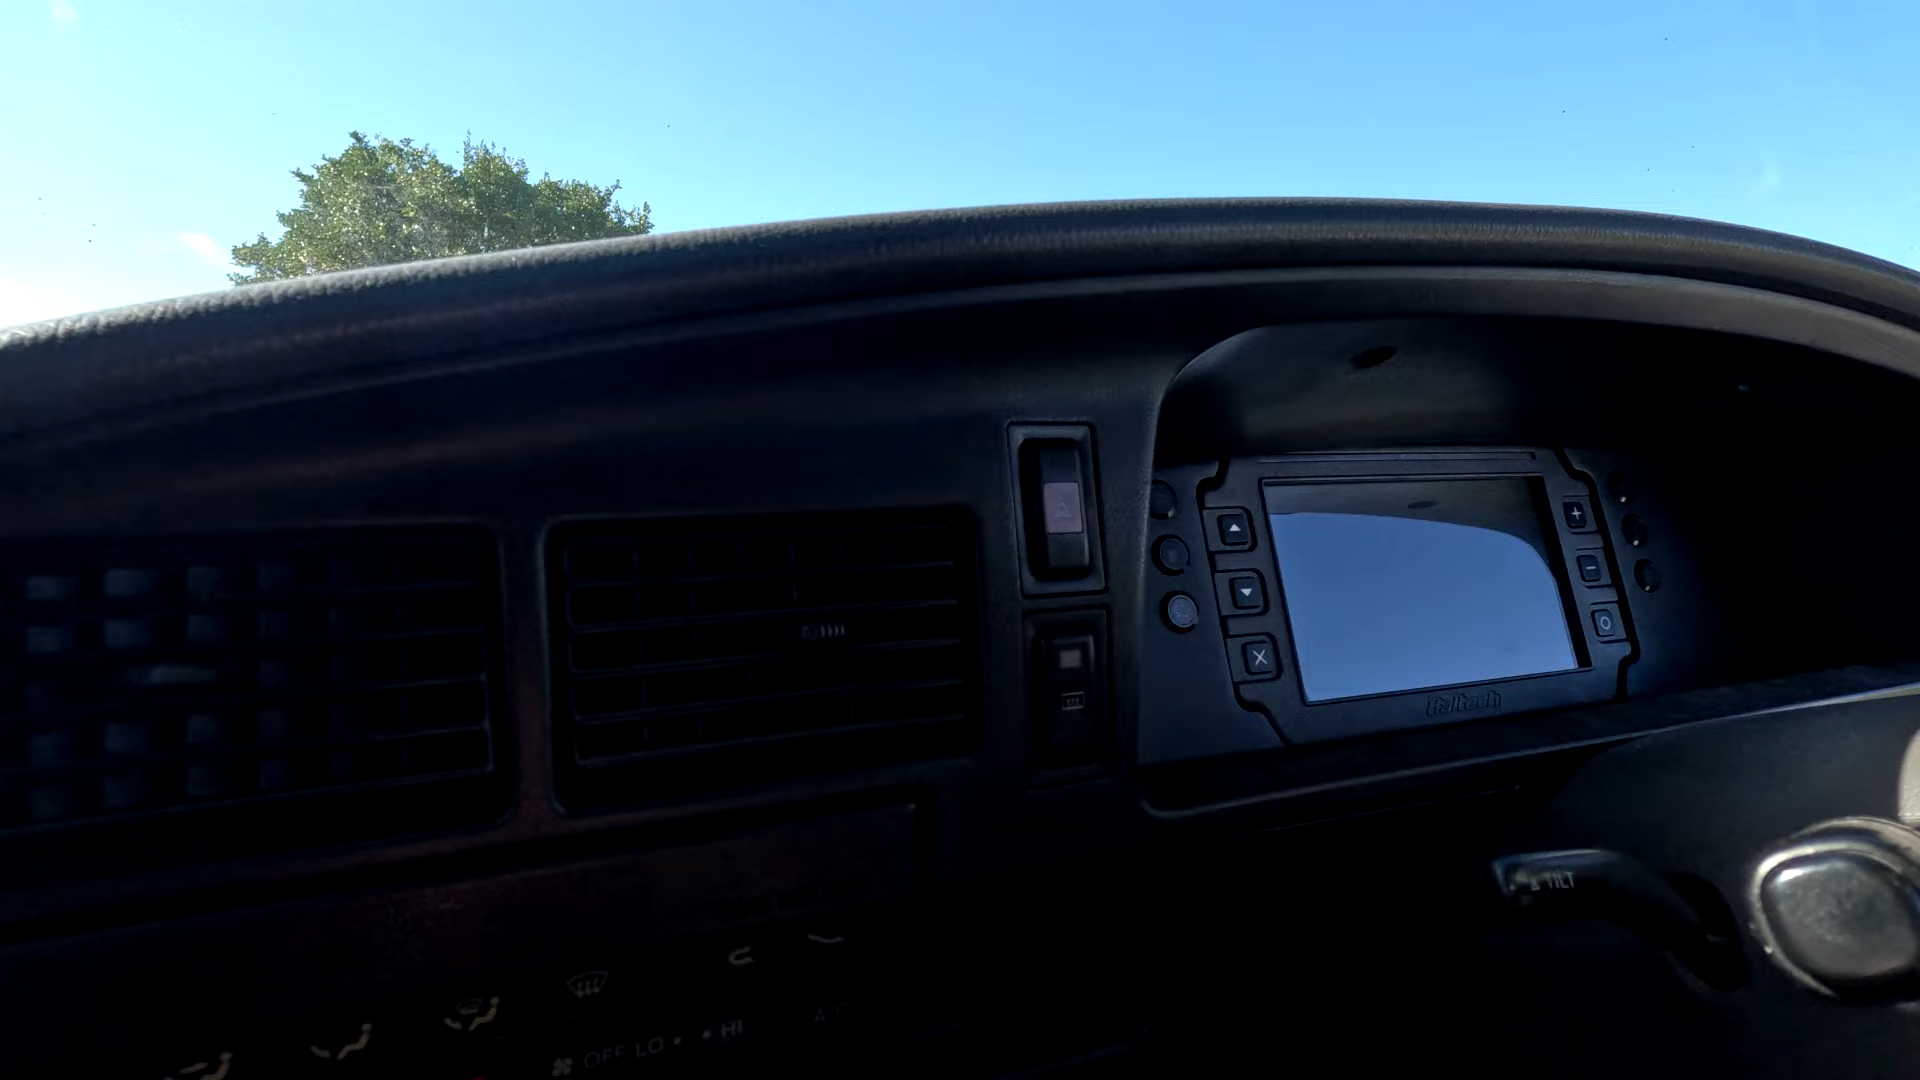 +
-
O
X
Haltech
TILT
A/C
OFF LO • • HI